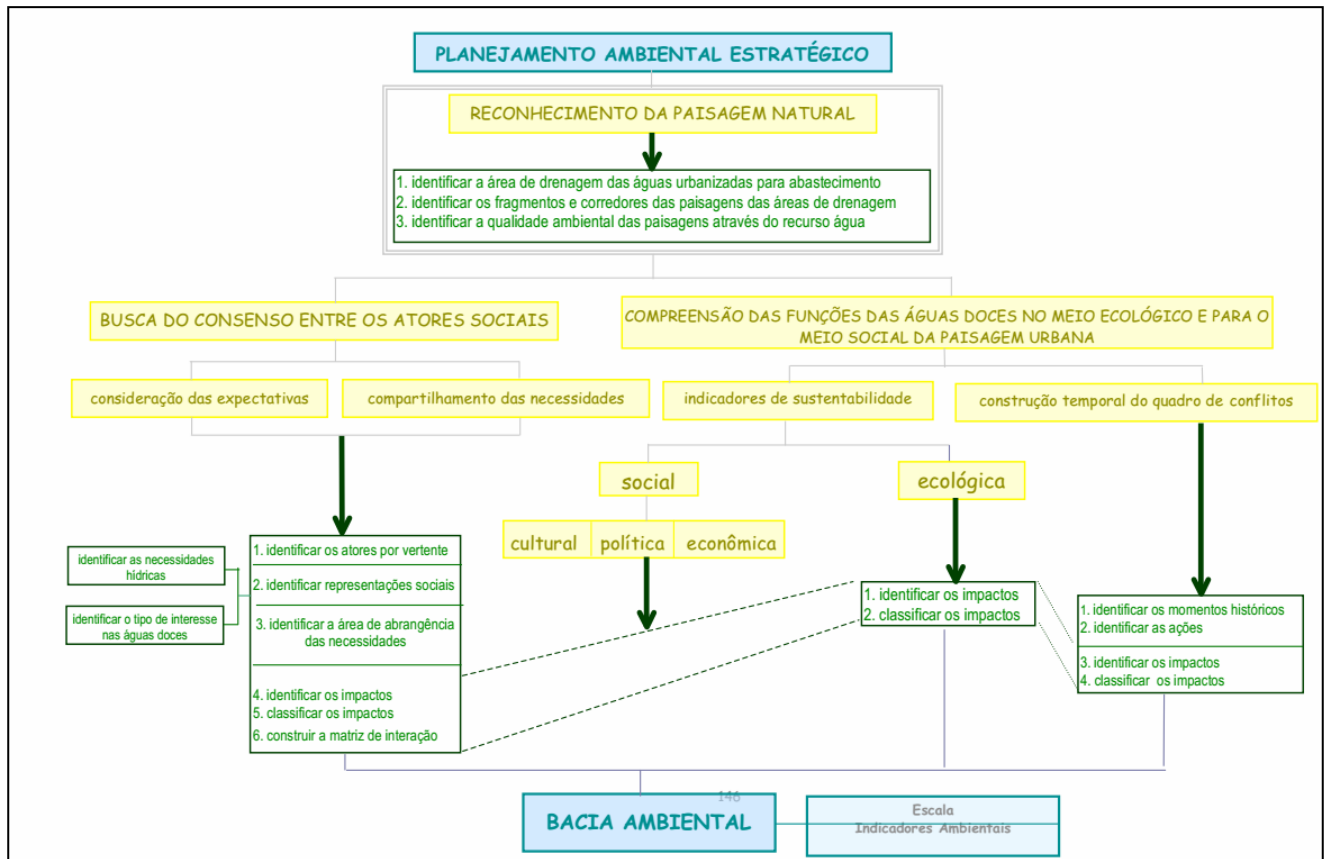 PLANEJAMENTO AMBIENTAL ESTRATÉGICO
RECONHECIMENTO DA PAISAGEM NATURAL
1. identificar a área de drenagem das águas urbanizadas para abastecimento
2. identificar os fragmentos e corredores das paisagens das áreas de drenagem
3. identificar a qualidade ambiental das paisagens através do recurso água
BUSCA DO CONSENSO ENTRE OS ATORES SOCIAIS
COMPREENSÃO DAS FUNÇÕES DAS ÁGUAS DOCES NO MEIO ECOLÓGICO E PARA O
MEIO SOCIAL DA PAISAGEM URBANA
consideração das expectativas
compartilhamento das necessidades
indicadores de sustentabilidade
construção temporal do quadro de conflitos
social
ecológica
cultural
política
econômica
identificar as necessidades
hídricas
identificar o tipo de interesse
nas águas doces
1. identificar os atores por vertente
2. identificar representações sociais
3. identificar a área de abrangência
das necessidades
4. identificar os impactos
5. classificar os impactos
6. construir a matriz de interação
1. identificar os impactos
2. classificar os impactos
1. identificar os momentos históricos
2. identificar as ações
3. identificar os impactos
4. classificar os impactos
146
BACIA AMBIENTAL
Escala
Indicadores Ambientais